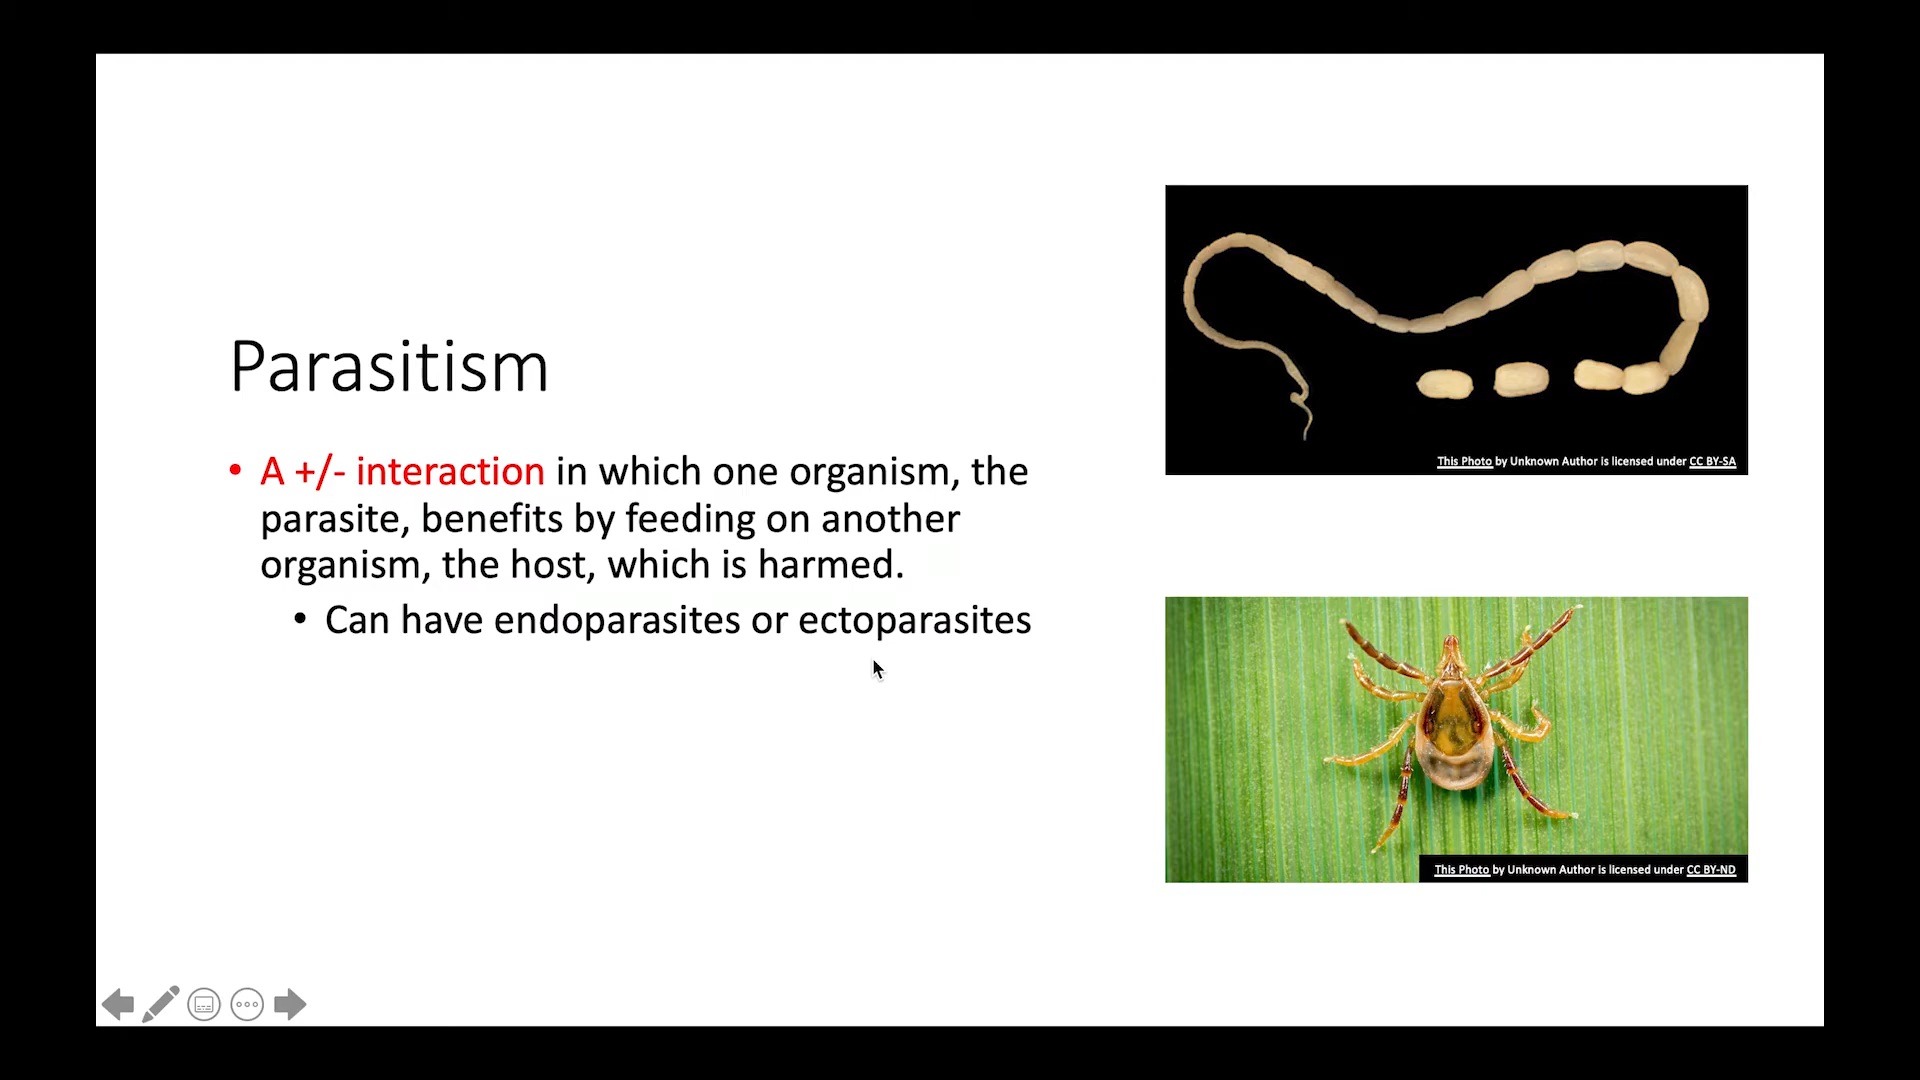 Parasitism
• A +/- interaction in which one organism, the
parasite, benefits by feeding on another
organism, the host, which is harmed.
• Can have endoparasites or ectoparasites
This Photo by Unknown Author is licensed under CC BY-SA
This Photo by Unknown Author is licensed under CC BY-ND